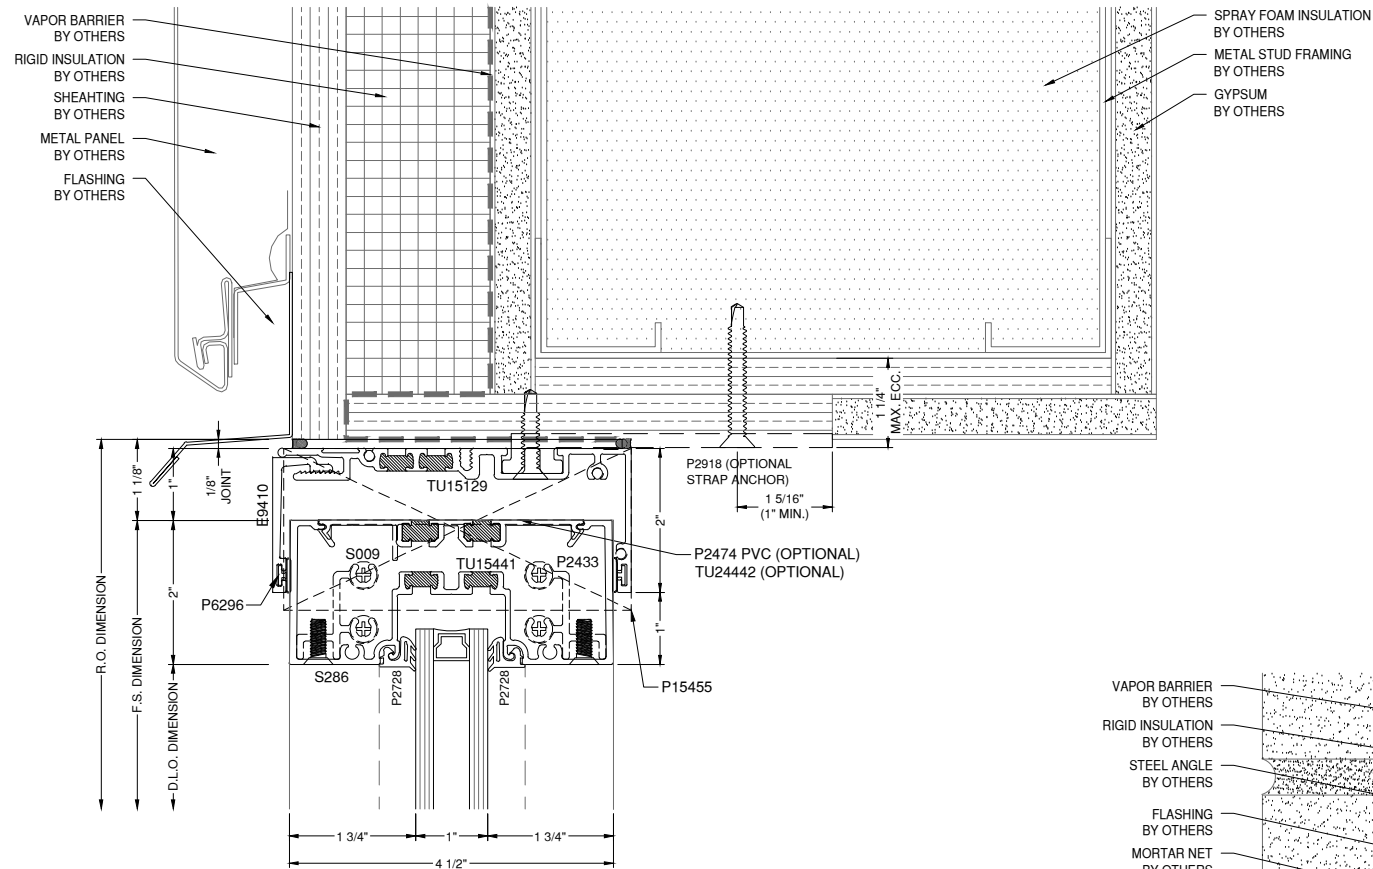 VAPOR BARRIER
BY OTHERS
RIGID INSULATION
BY OTHERS
SHEAHTING
BY OTHERS
METAL PANEL
BY OTHERS
FLASHING
BY OTHERS
SPRAY FOAM INSULATION
BY OTHERS
METAL STUD FRAMING
BY OTHERS
GYPSUM
BY OTHERS
1 1/4"
MAX. ECC.
P2918 (OPTIONAL
STRAP ANCHOR)
1 5/16"
(1" MIN.)
1 1/8"
1"
1/8"
JOINT
E9410
TU15129
2"
S009
TU15441
P2433
P2474 PVC (OPTIONAL)
TU24442 (OPTIONAL)
P6296
2"
1"
S286
P2728
P2728
P15455
R.O. DIMENSION
F.S. DIMENSION
D.L.O. DIMENSION
1 3/4"
1"
1 3/4"
4 1/2"
VAPOR BARRIER
BY OTHERS
RIGID INSULATION
BY OTHERS
STEEL ANGLE
BY OTHERS
FLASHING
BY OTHERS
MORTAR NET
BY OTHERS